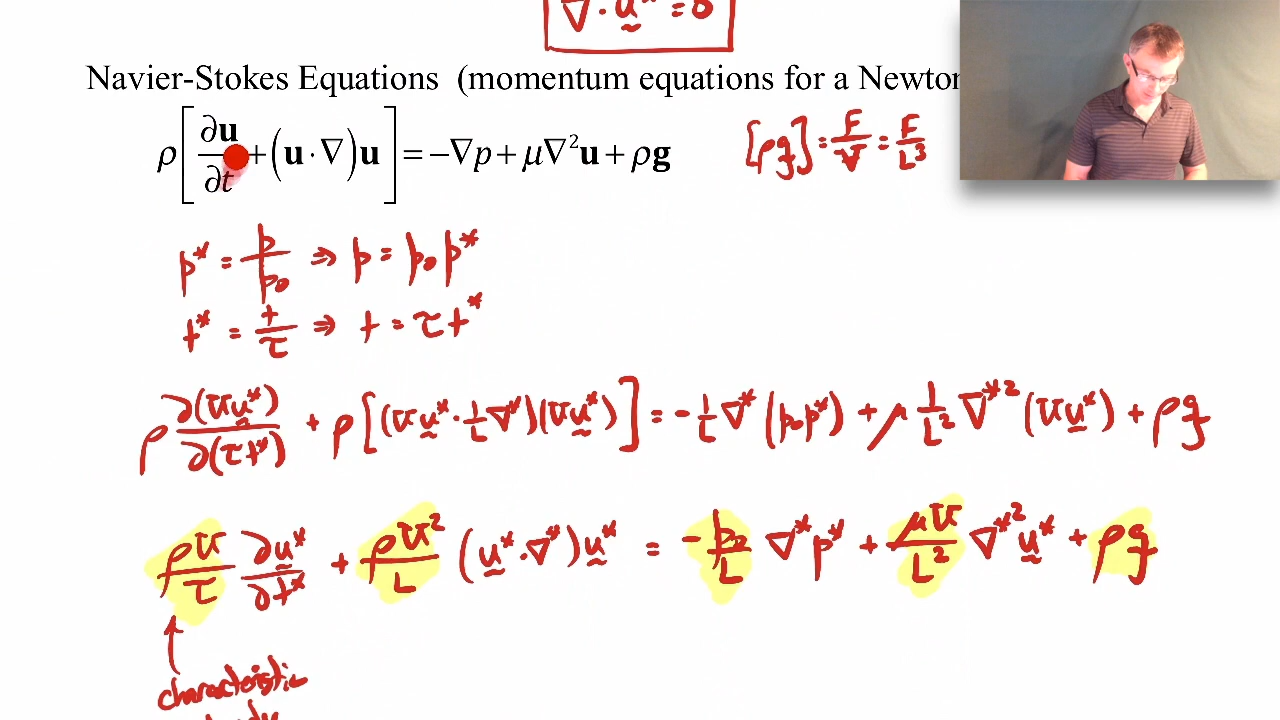 ∇·u* = 0
Navier-Stokes Equations (momentum equations for a Newton
ρ[∂u/∂t + (u·∇)u] = −∇p + μ∇²u + ρg [ρg] = F/V = F/L³
p* = p/p₀ ⇒ p = p₀p*
t* = t/τ ⇒ t = τt*
ρ ∂(Uu*)/∂(τt*) + ρ[(Uu*·1/L ∇*)(Uu*)] = −1/L ∇*(p₀p*) + μ 1/L² ∇*²(Uu*) + ρg
ρU/τ ∂u*/∂t* + ρU²/L (u*·∇*)u* = −p₀/L ∇*p* + μU/L² ∇*²u* + ρg
↑
characteristic